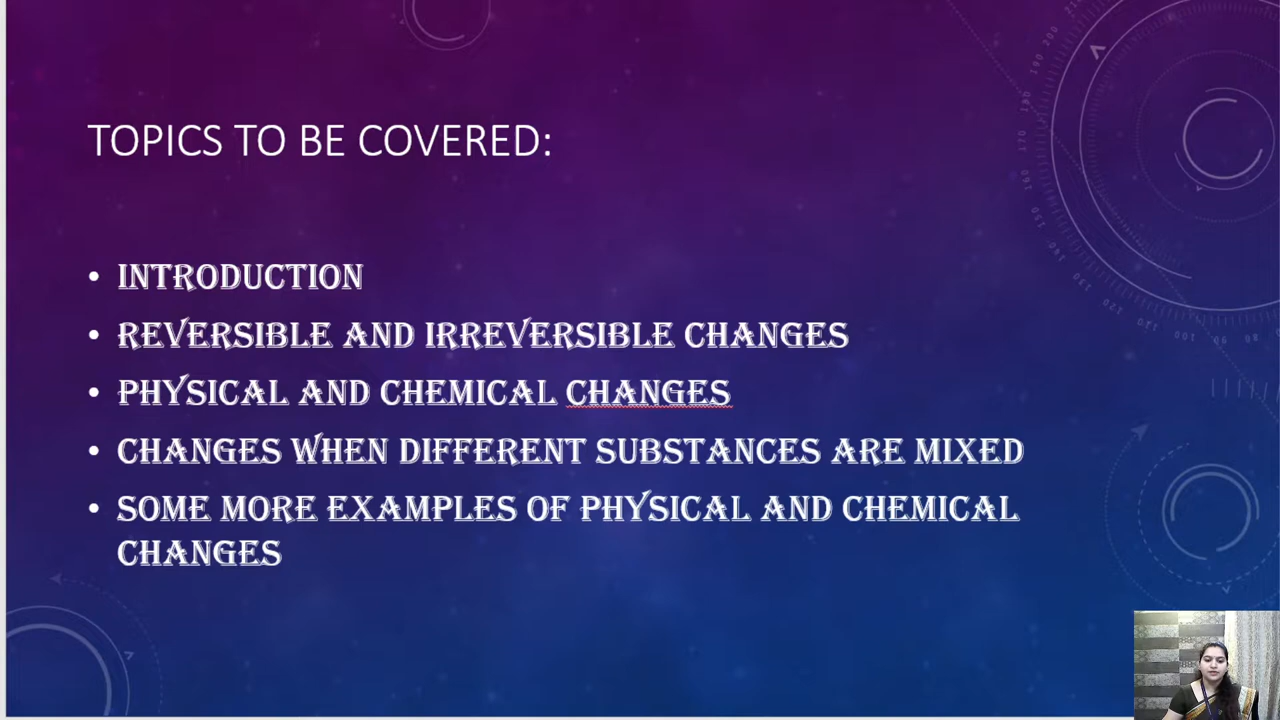 TOPICS TO BE COVERED:
• INTRODUCTION
• REVERSIBLE AND IRREVERSIBLE CHANGES
• PHYSICAL AND CHEMICAL CHANGES
• CHANGES WHEN DIFFERENT SUBSTANCES ARE MIXED
• SOME MORE EXAMPLES OF PHYSICAL AND CHEMICAL
CHANGES